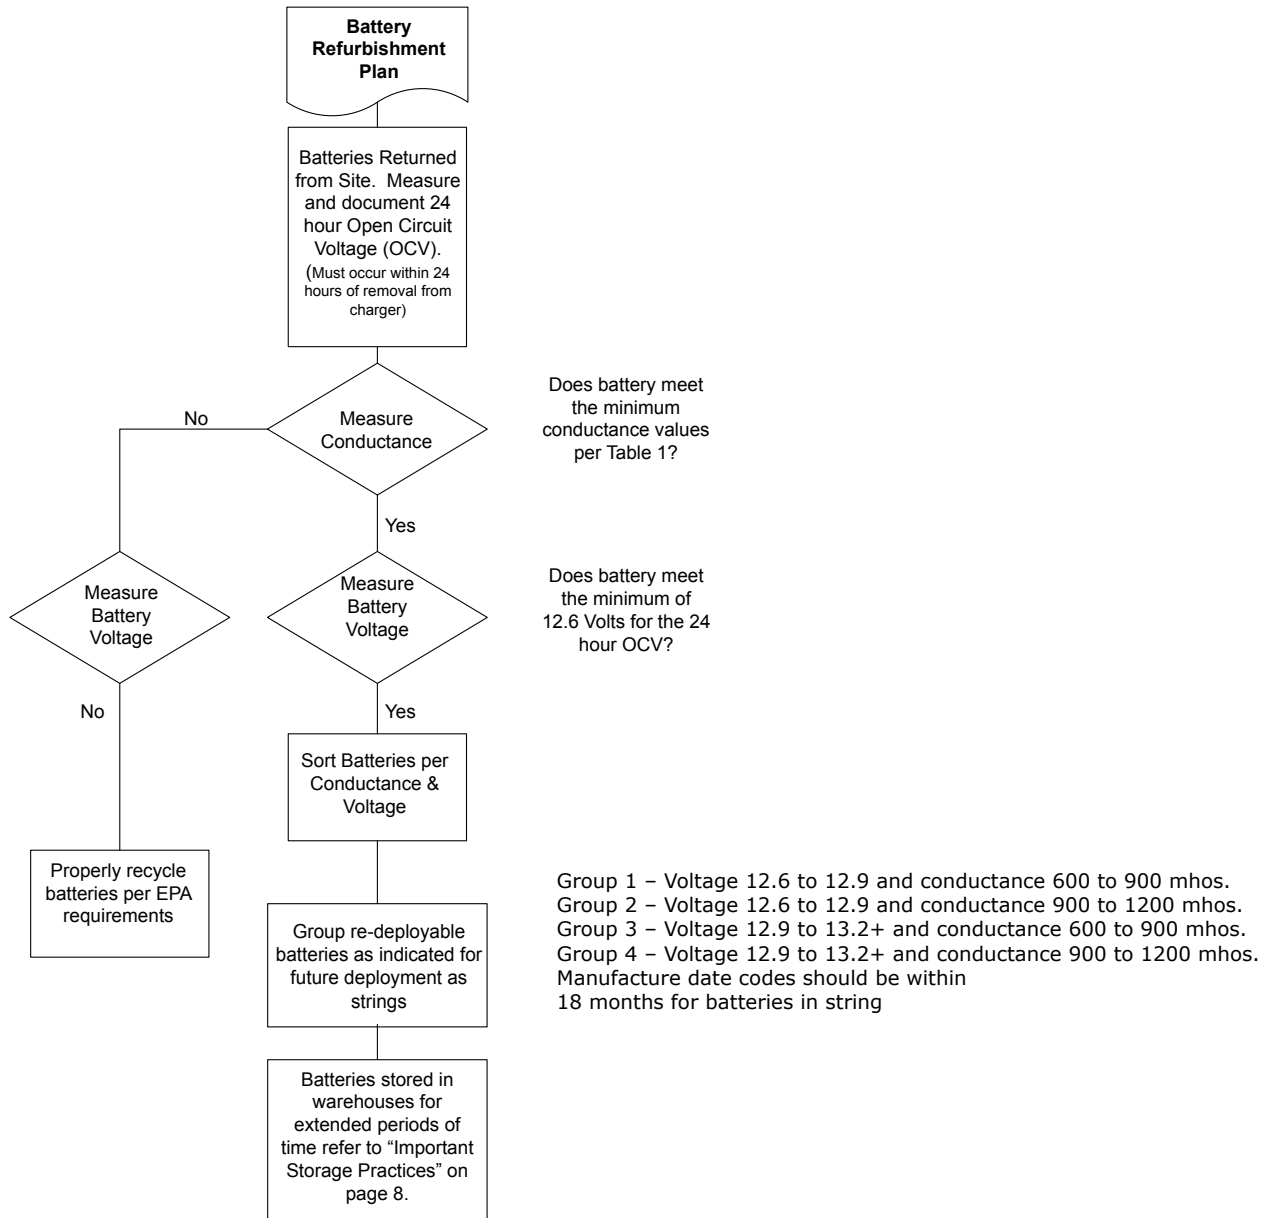 Battery
Refurbishment
Plan
Batteries Returned
from Site.  Measure
and document 24
hour Open Circuit
Voltage (OCV).
(Must occur within 24
hours of removal from
charger)
Does battery meet
the minimum
conductance values
per Table 1?
No
Measure
Conductance
Yes
Measure
Battery
Voltage
Measure
Battery
Voltage
Does battery meet
the minimum of
12.6 Volts for the 24
hour OCV?
No
Yes
Sort Batteries per
Conductance &
Voltage
Properly recycle
batteries per EPA
requirements
Group 1 – Voltage 12.6 to 12.9 and conductance 600 to 900 mhos.
Group 2 – Voltage 12.6 to 12.9 and conductance 900 to 1200 mhos.
Group 3 – Voltage 12.9 to 13.2+ and conductance 600 to 900 mhos.
Group 4 – Voltage 12.9 to 13.2+ and conductance 900 to 1200 mhos.
Manufacture date codes should be within
18 months for batteries in string
Group re-deployable
batteries as indicated for
future deployment as
strings
Batteries stored in
warehouses for
extended periods of
time refer to “Important
Storage Practices” on
page 8.